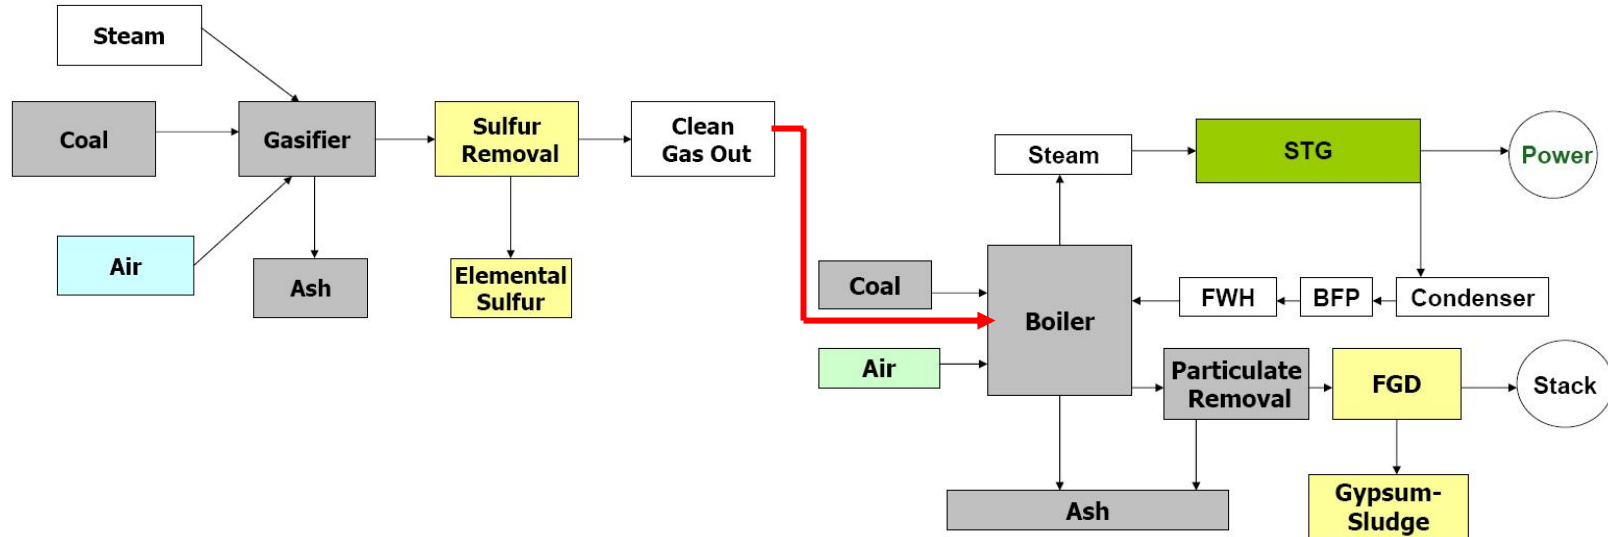 Steam
Coal
Gasifier
Sulfur
Removal
Clean
Gas Out
Air
Ash
Elemental
Sulfur
Steam
STG
Power
Coal
Boiler
FWH
BFP
Condenser
Air
Particulate
Removal
FGD
Stack
Ash
Gypsum-
Sludge